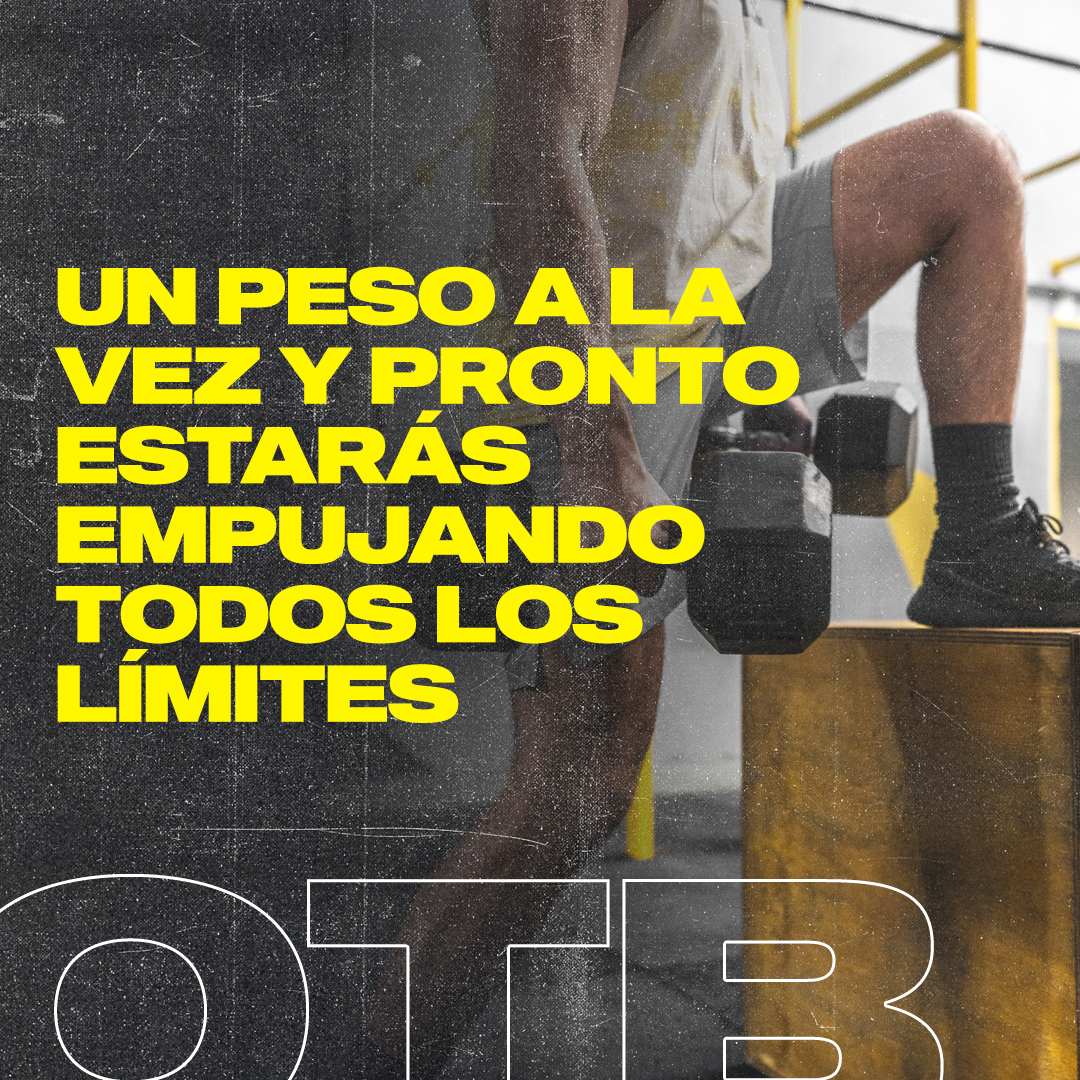 UN PESO A LA
VEZ Y PRONTO
ESTARÁS
EMPUJANDO
TODOS LOS
LÍMITES
OTB